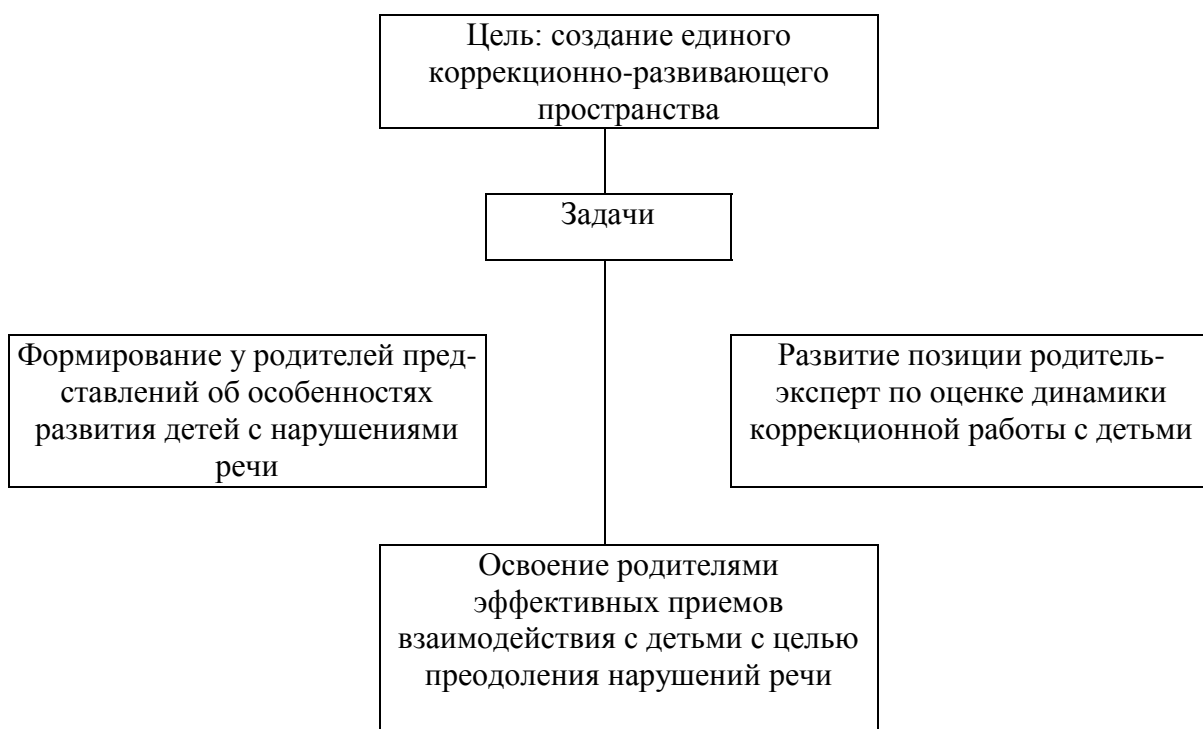 Цель: создание единого
коррекционно-развивающего
пространства
Задачи
Формирование у родителей пред-
ставлений об особенностях
развития детей с нарушениями
речи
Развитие позиции родитель-
эксперт по оценке динамики
коррекционной работы с детьми
Освоение родителями
эффективных приемов
взаимодействия с детьми с целью
преодоления нарушений речи